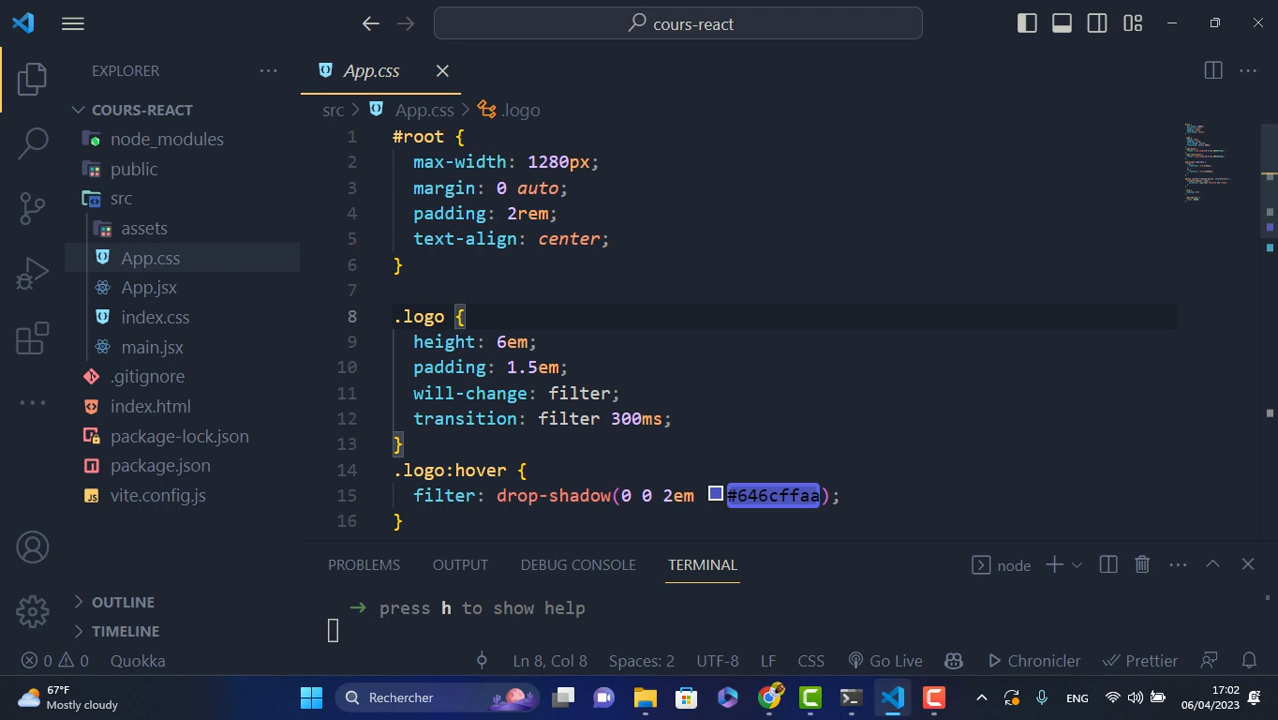 cours-react
EXPLORER
App.css
COURS-REACT
node_modules
public
src
assets
App.css
App.jsx
index.css
main.jsx
.gitignore
index.html
package-lock.json
package.json
vite.config.js
OUTLINE
TIMELINE
src > App.css > .logo
1 #root {
2 max-width: 1280px;
3 margin: 0 auto;
4 padding: 2rem;
5 text-align: center;
6 }
7
8 .logo {
9 height: 6em;
10 padding: 1.5em;
11 will-change: filter;
12 transition: filter 300ms;
13 }
14 .logo:hover {
15 filter: drop-shadow(0 0 2em #646cffaa);
16 }
PROBLEMS OUTPUT DEBUG CONSOLE TERMINAL node
→ press h to show help
0 0 Quokka Ln 8, Col 8 Spaces: 2 UTF-8 LF CSS Go Live Chronicler Prettier
67°F
Mostly cloudy
Rechercher
ENG
17:02
06/04/2023